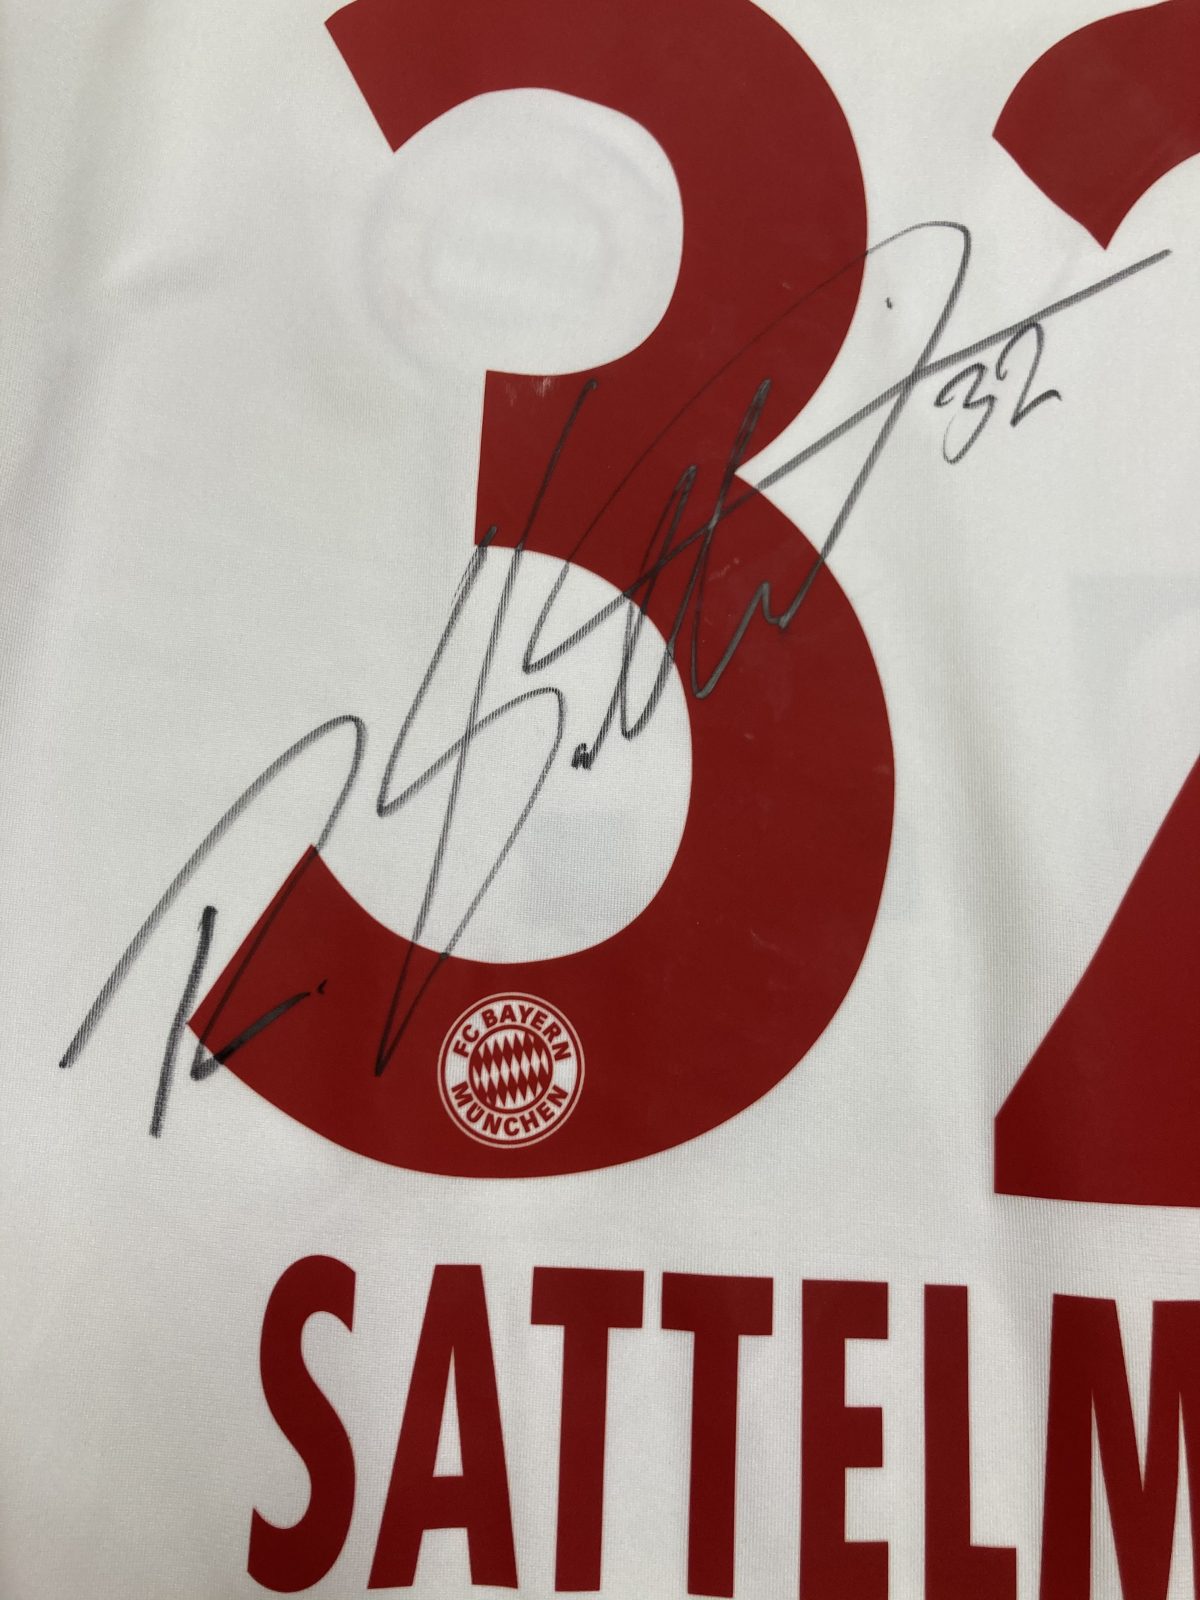 32
32
FC BAYERN
MÜNCHEN
SATTELM